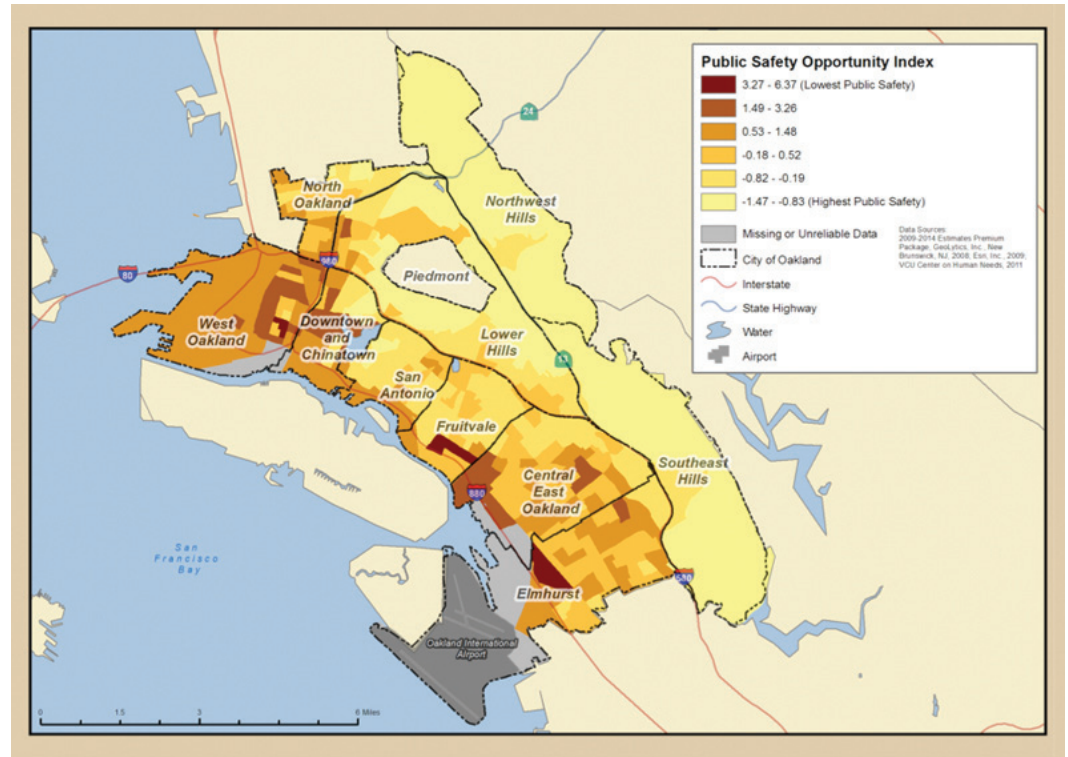 Public Safety Opportunity Index
3.27 - 6.37 (Lowest Public Safety)
1.49 - 3.26
0.53 - 1.48
-0.18 - 0.52
-0.82 - -0.19
-1.47 - -0.83 (Highest Public Safety)
Missing or Unreliable Data
City of Oakland
Interstate
State Highway
Water
Airport
Data Sources:
2009-2014 Estimates Premium
Package, GeoLytics, Inc., New
Brunswick, NJ, 2008; Esri, Inc., 2009;
VCU Center on Human Needs, 2011
24
North
Oakland
Northwest
Hills
980
80
Piedmont
West
Oakland
Downtown
and
Chinatown
Lower
Hills
13
San
Antonio
Fruitvale
Southeast
Hills
Central
East
Oakland
880
San
Francisco
Bay
580
Elmhurst
Oakland International
Airport
0
1.5
3
6 Miles